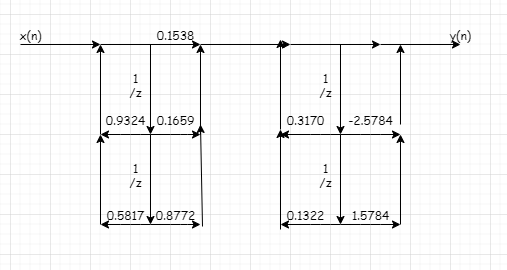 x(n) 0.1538 y(n)
1 1
/z /z
0.9324 0.1659 0.3170 -2.5784
1 1
/z /z
0.5817 0.8772 0.1322 1.5784